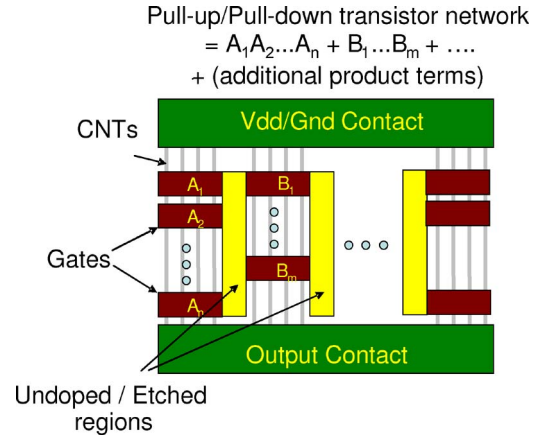 Pull-up/Pull-down transistor network
= A₁A₂...Aₙ + B₁...Bₘ + ....
+ (additional product terms)
CNTs
Vdd/Gnd Contact
A₁
B₁
A₂
Gates
Bₘ
Aₙ
Output Contact
Undoped / Etched
regions